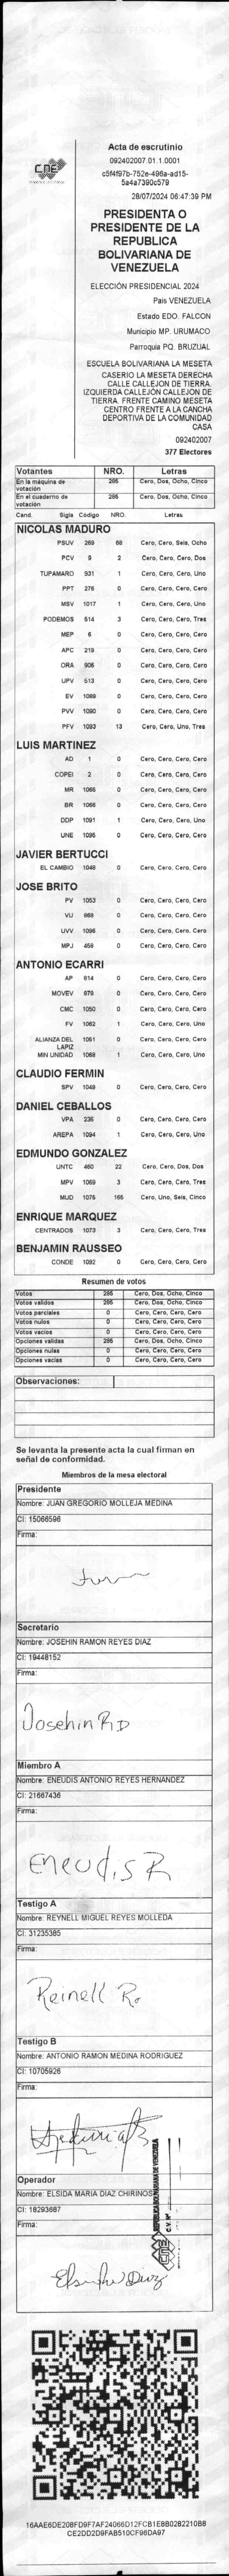 CNE
Acta de escrutinio
092402007.01.1.0001
c5f4f97b-752e-496a-ad15-
5a4a7390c579
28/07/2024 06:47:39 PM
PRESIDENTA O
PRESIDENTE DE LA
REPUBLICA
BOLIVARIANA DE
VENEZUELA
ELECCIÓN PRESIDENCIAL 2024
Pais VENEZUELA
Estado EDO. FALCON
Municipio MP. URUMACO
Parroquia PQ. BRUZUAL
ESCUELA BOLIVARIANA LA MESETA
CASERIO LA MESETA DERECHA
CALLE CALLEJON DE TIERRA.
IZQUIERDA CALLEJÓN CALLEJON DE
TIERRA. FRENTE CAMINO MESETA
CENTRO FRENTE A LA CANCHA
DEPORTIVA DE LA COMUNIDAD
CASA
092402007
377 Electores
Votantes NRO. Letras
En la máquina de votación 285 Cero, Dos, Ocho, Cinco
En el cuaderno de votación 285 Cero, Dos, Ocho, Cinco
Cand. Sigla Código NRO. Letras
NICOLAS MADURO
PSUV 269 68 Cero, Cero, Seis, Ocho
PCV 9 2 Cero, Cero, Cero, Dos
TUPAMARO 931 1 Cero, Cero, Cero, Uno
PPT 276 0 Cero, Cero, Cero, Cero
MSV 1017 1 Cero, Cero, Cero, Uno
PODEMOS 514 3 Cero, Cero, Cero, Tres
MEP 6 0 Cero, Cero, Cero, Cero
APC 219 0 Cero, Cero, Cero, Cero
ORA 906 0 Cero, Cero, Cero, Cero
UPV 513 0 Cero, Cero, Cero, Cero
EV 1089 0 Cero, Cero, Cero, Cero
PVV 1090 0 Cero, Cero, Cero, Cero
PFV 1093 13 Cero, Cero, Uno, Tres
LUIS MARTINEZ
AD 1 0 Cero, Cero, Cero, Cero
COPEI 2 0 Cero, Cero, Cero, Cero
MR 1065 0 Cero, Cero, Cero, Cero
BR 1066 0 Cero, Cero, Cero, Cero
DDP 1091 1 Cero, Cero, Cero, Uno
UNE 1095 0 Cero, Cero, Cero, Cero
JAVIER BERTUCCI
EL CAMBIO 1048 0 Cero, Cero, Cero, Cero
JOSE BRITO
PV 1053 0 Cero, Cero, Cero, Cero
VU 868 0 Cero, Cero, Cero, Cero
UVV 1096 0 Cero, Cero, Cero, Cero
MPJ 458 0 Cero, Cero, Cero, Cero
ANTONIO ECARRI
AP 814 0 Cero, Cero, Cero, Cero
MOVEV 979 0 Cero, Cero, Cero, Cero
CMC 1050 0 Cero, Cero, Cero, Cero
FV 1062 1 Cero, Cero, Cero, Uno
ALIANZA DEL LAPIZ 1051 0 Cero, Cero, Cero, Cero
MIN UNIDAD 1068 1 Cero, Cero, Cero, Uno
CLAUDIO FERMIN
SPV 1049 0 Cero, Cero, Cero, Cero
DANIEL CEBALLOS
VPA 236 0 Cero, Cero, Cero, Cero
AREPA 1094 1 Cero, Cero, Cero, Uno
EDMUNDO GONZALEZ
UNTC 460 22 Cero, Cero, Dos, Dos
MPV 1069 3 Cero, Cero, Cero, Tres
MUD 1075 165 Cero, Uno, Seis, Cinco
ENRIQUE MARQUEZ
CENTRADOS 1073 3 Cero, Cero, Cero, Tres
BENJAMIN RAUSSEO
CONDE 1092 0 Cero, Cero, Cero, Cero
Resumen de votos
Votos 285 Cero, Dos, Ocho, Cinco
Votos validos 285 Cero, Dos, Ocho, Cinco
Votos parciales 0 Cero, Cero, Cero, Cero
Votos nulos 0 Cero, Cero, Cero, Cero
Votos vacios 0 Cero, Cero, Cero, Cero
Opciones validas 285 Cero, Dos, Ocho, Cinco
Opciones nulas 0 Cero, Cero, Cero, Cero
Opciones vacias 0 Cero, Cero, Cero, Cero
Observaciones:
Se levanta la presente acta la cual firman en
señal de conformidad.
Miembros de la mesa electoral
Presidente
Nombre: JUAN GREGORIO MOLLEJA MEDINA
CI: 15066596
Firma:
Secretario
Nombre: JOSEHIN RAMON REYES DIAZ
CI: 19448152
Firma:
Josehin RD
Miembro A
Nombre: ENEUDIS ANTONIO REYES HERNANDEZ
CI: 21667436
Firma:
Eneudis R
Testigo A
Nombre: REYNELL MIGUEL REYES MOLLEDA
CI: 31235385
Firma:
Reinell R.
Testigo B
Nombre: ANTONIO RAMON MEDINA RODRIGUEZ
CI: 10705926
Firma:
Operador
Nombre: ELSIDA MARIA DIAZ CHIRINOS
CI: 18293687
Firma:
REPÚBLICA BOLIVARIANA DE VENEZUELA
CNE
C.V. Nº
16AAE6DE208FD9F7AF24066D12FCB1E8B0282210B8
CE2DD2D9FAB510CF96DA97